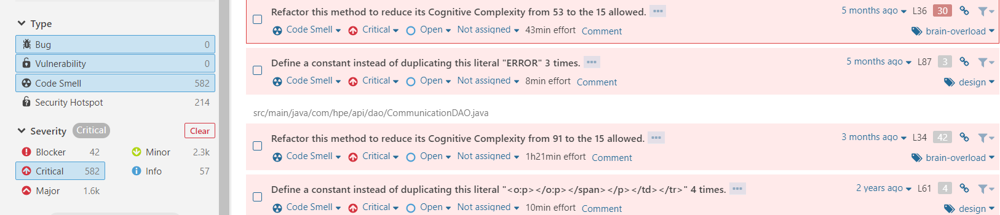 Type
Bug 0
Vulnerability 0
Code Smell 582
Security Hotspot 214
Severity Critical Clear
Blocker 42 Minor 2.3k
Critical 582 Info 57
Major 1.6k
Refactor this method to reduce its Cognitive Complexity from 53 to the 15 allowed. 5 months ago L36 30
Code Smell Critical Open Not assigned 43min effort Comment brain-overload
Define a constant instead of duplicating this literal "ERROR" 3 times. 5 months ago L87 3
Code Smell Critical Open Not assigned 8min effort Comment design
src/main/java/com/hpe/api/dao/CommunicationDAO.java
Refactor this method to reduce its Cognitive Complexity from 91 to the 15 allowed. 3 months ago L34 42
Code Smell Critical Open Not assigned 1h21min effort Comment brain-overload
Define a constant instead of duplicating this literal "<o:p></o:p></span></p></td></tr>" 4 times. 2 years ago L61 4
Code Smell Critical Open Not assigned 10min effort Comment design